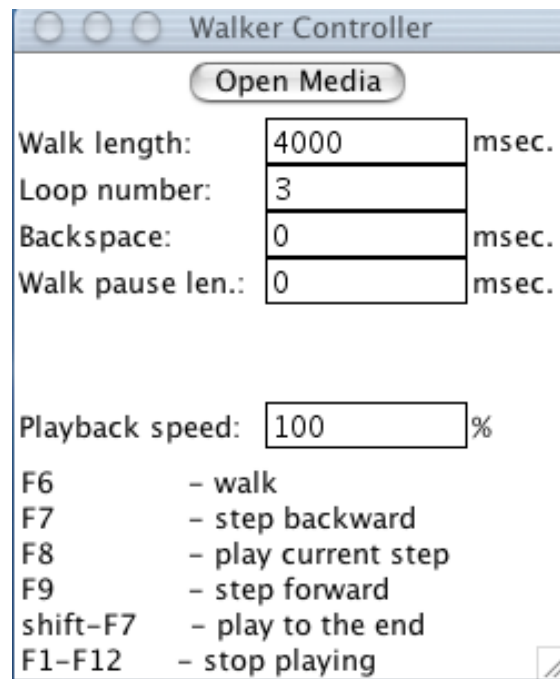 Walker Controller
Open Media
Walk length: 4000 msec.
Loop number: 3
Backspace: 0 msec.
Walk pause len.: 0 msec.
Playback speed: 100 %
F6 – walk
F7 – step backward
F8 – play current step
F9 – step forward
shift–F7 – play to the end
F1–F12 – stop playing